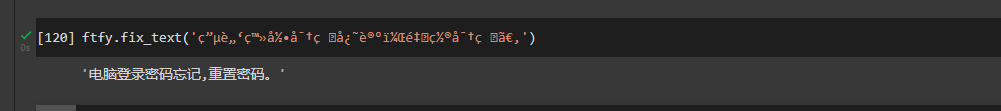 [120] ftfy.fix_text('ç”µè„‘ç™»å½•å¯†ç �å¿˜è®°ï¼Œé‡�ç½®å¯†ç �ã€‚')
0s
'电脑登录密码忘记,重置密码。'